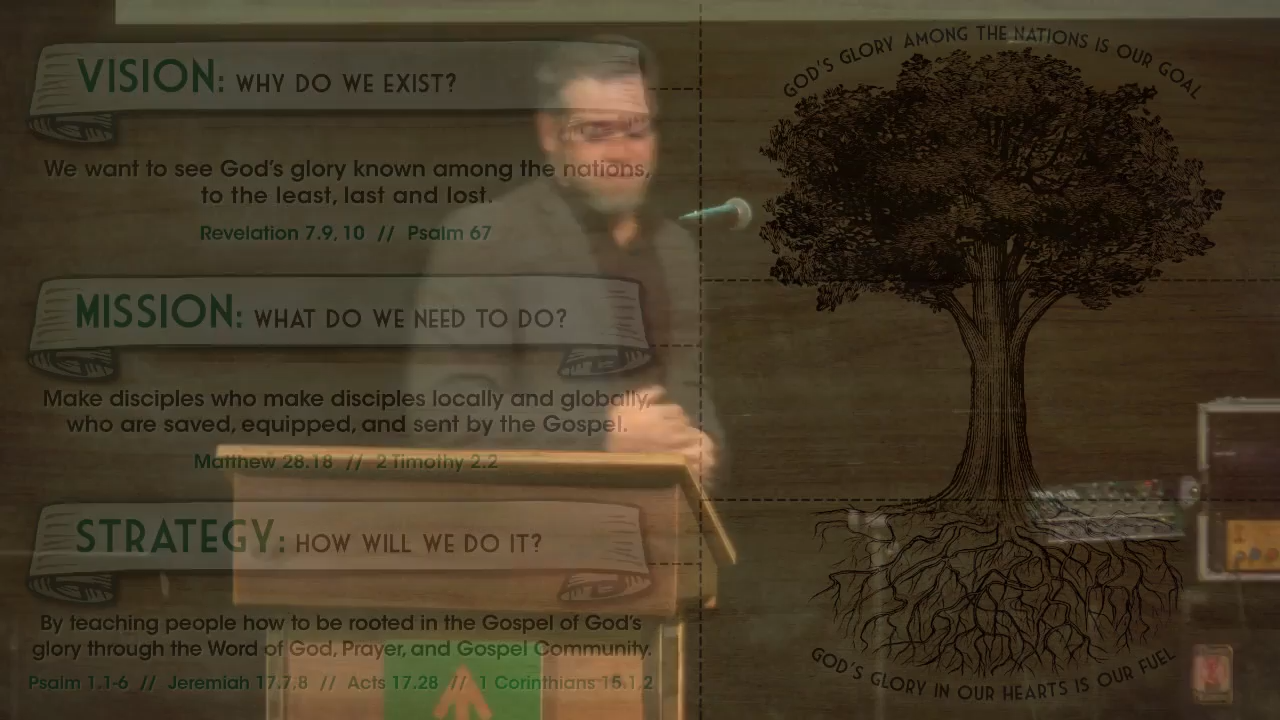 VISION: WHY DO WE EXIST?
We want to see God's glory known among the nations,
to the least, last and lost.
Revelation 7.9, 10 // Psalm 67
MISSION: WHAT DO WE NEED TO DO?
Make disciples who make disciples locally and globally,
who are saved, equipped, and sent by the Gospel.
Matthew 28.18 // 2 Timothy 2.2
STRATEGY: HOW WILL WE DO IT?
By teaching people how to be rooted in the Gospel of God's
glory through the Word of God, Prayer, and Gospel Community.
Psalm 1.1-6 // Jeremiah 17.7,8 // Acts 17.28 // 1 Corinthians 15.1,2
GOD'S GLORY AMONG THE NATIONS IS OUR GOAL
GOD'S GLORY IN OUR HEARTS IS OUR FUEL